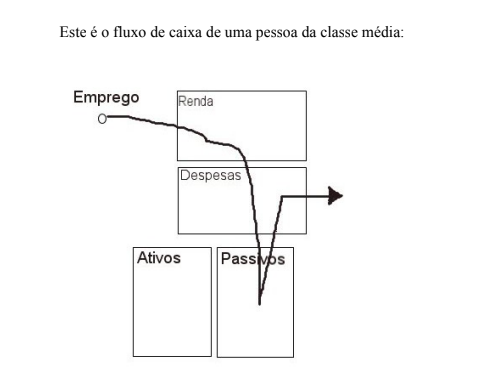 Este é o fluxo de caixa de uma pessoa da classe média:
Emprego
Renda
Despesas
Ativos
Passivos